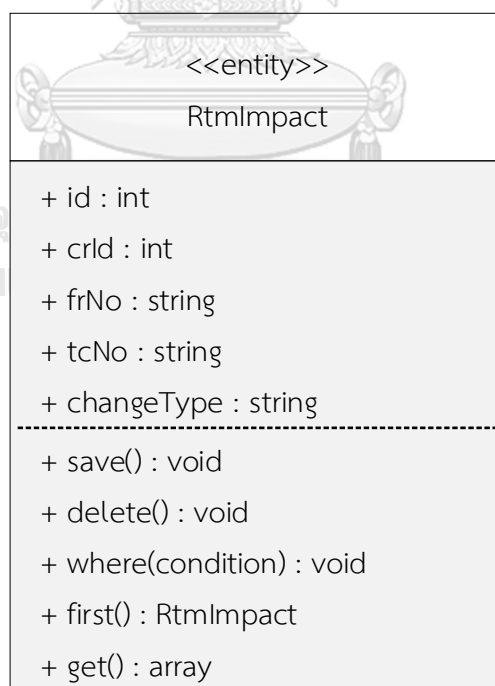 <<entity>>
RtmImpact
+ id : int
+ crId : int
+ frNo : string
+ tcNo : string
+ changeType : string
+ save() : void
+ delete() : void
+ where(condition) : void
+ first() : RtmImpact
+ get() : array